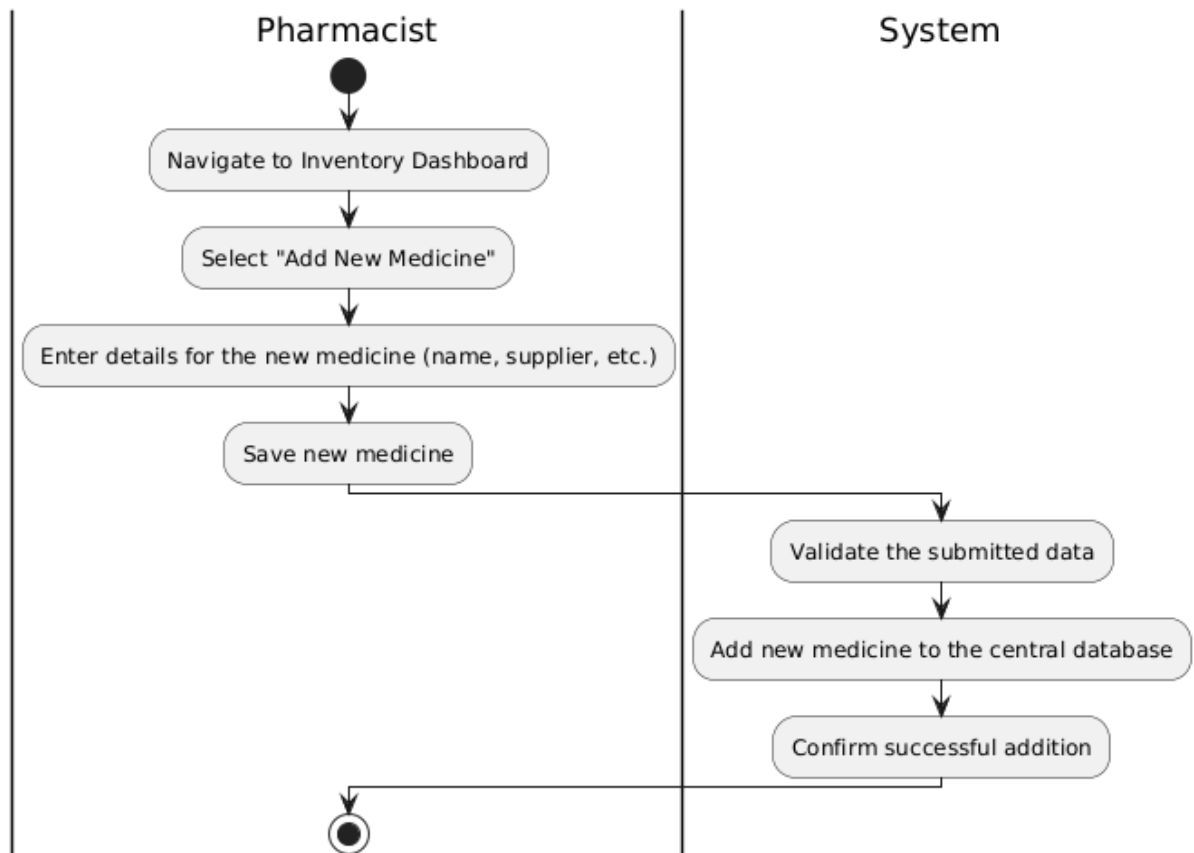 Pharmacist
System
Navigate to Inventory Dashboard
Select "Add New Medicine"
Enter details for the new medicine (name, supplier, etc.)
Save new medicine
Validate the submitted data
Add new medicine to the central database
Confirm successful addition